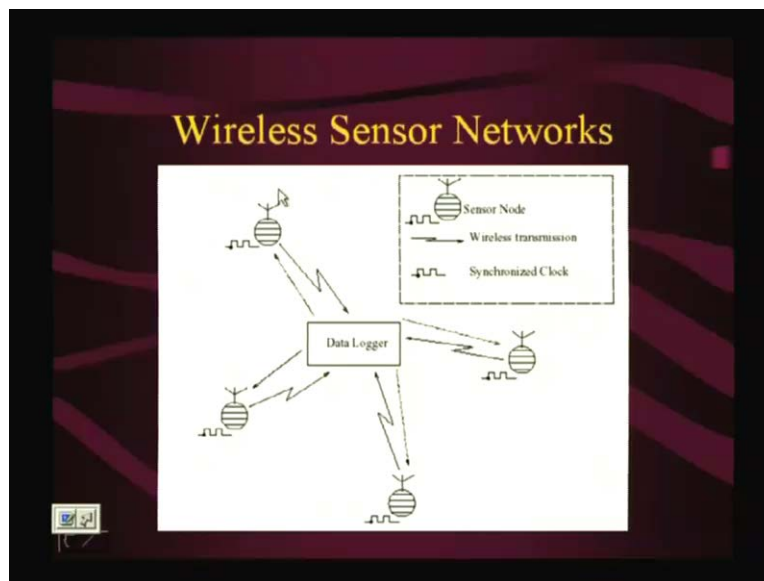 Wireless Sensor Networks
Sensor Node
Wireless transmission
Synchronized Clock
Data Logger